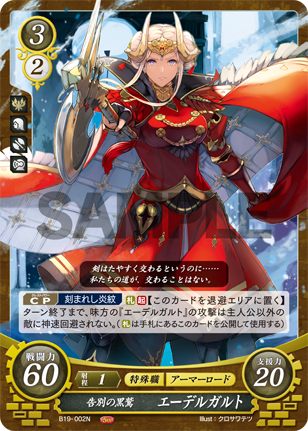 3
2
SAMPLE
剣はたやすく交わるというのに……
私たちの道が、交わることはない。
CP 刻まれし炎紋 札 起 【このカードを退避エリアに置く】
ターン終了まで、味方の『エーデルガルト』の攻撃は主人公以外の
敵に神速回避されない。(札は手札にあるこのカードを公開して使用する)
戦闘力
60
射程 1
特殊職
アーマーロード
支援力
20
告別の黒鷲 エーデルガルト
B19-002N
Illust:クロサワテツ